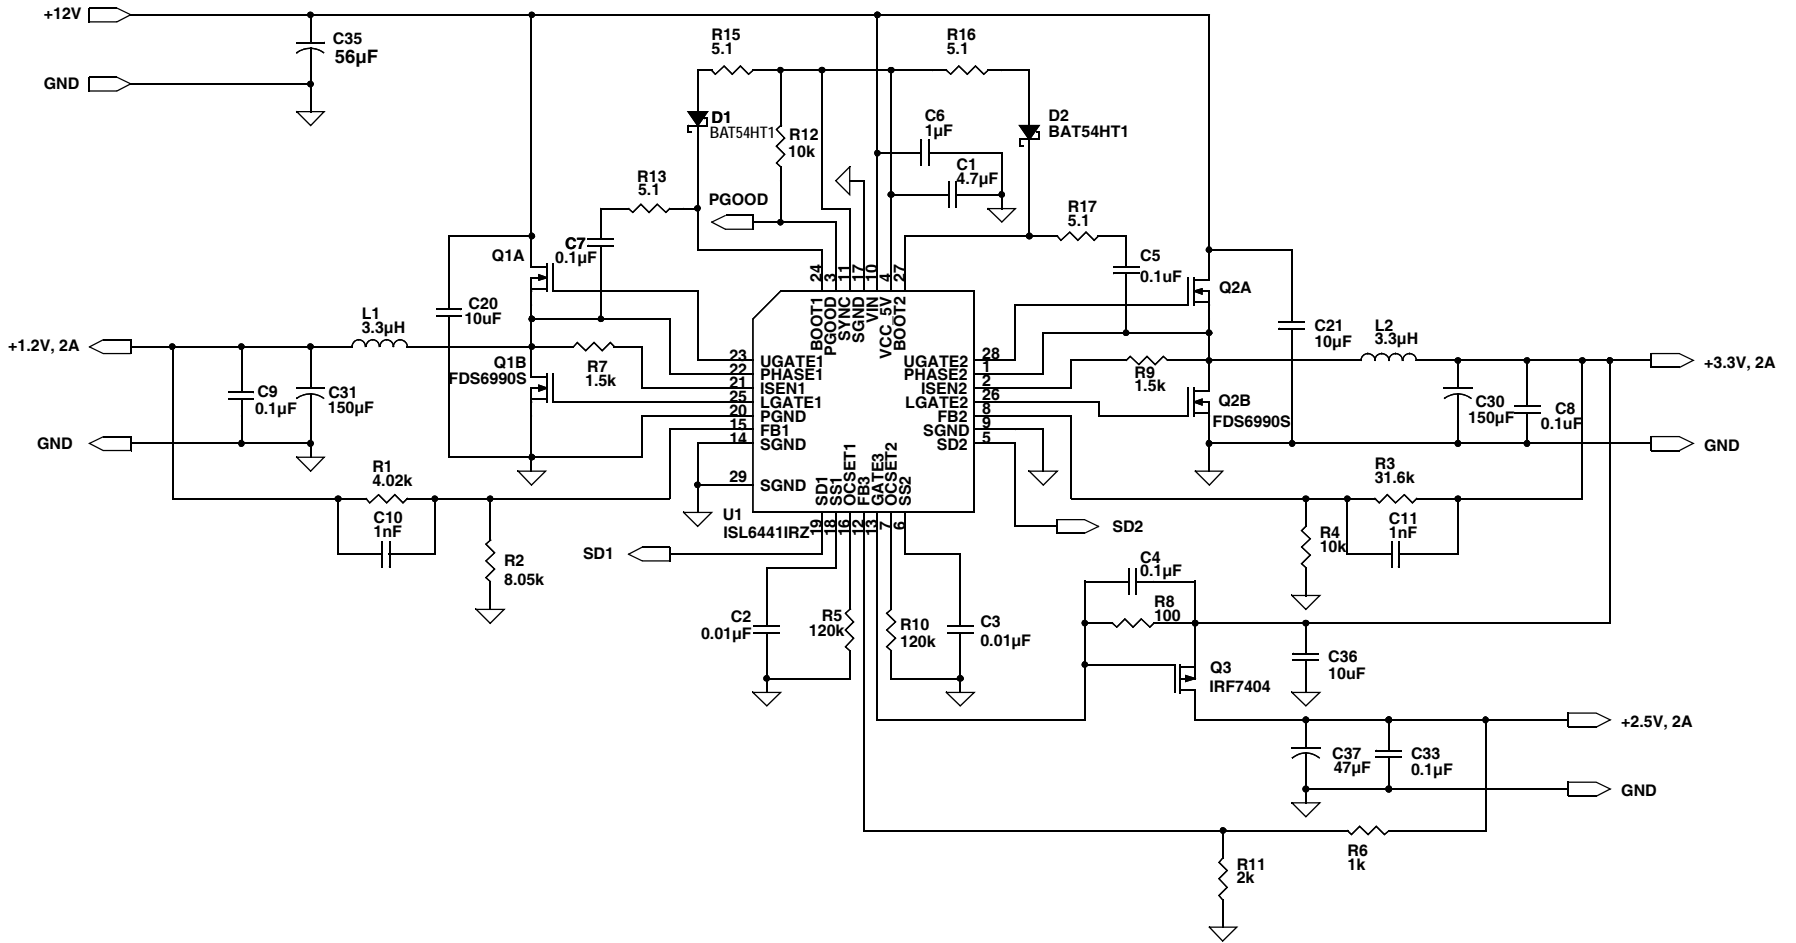 +12V
C35
56µF
GND
R15
5.1
R16
5.1
D1
BAT54HT1
R12
10k
C6
1µF
D2
BAT54HT1
C1
4.7µF
R13
5.1
PGOOD
R17
5.1
C7
0.1µF
Q1A
C5
0.1uF
Q2A
C20
10uF
L1
3.3µH
+1.2V, 2A
Q1B
FDS6990S
R7
1.5k
C9
0.1µF
C31
150µF
GND
24
3
11
17
10
4
27
BOOT1
PGOOD
SYNC
SGND
VIN
VCC_5V
BOOT2
23
UGATE1
22
PHASE1
21
ISEN1
25
LGATE1
20
PGND
15
FB1
14
SGND
29
SGND
UGATE2
28
PHASE2
1
ISEN2
2
LGATE2
26
FB2
8
SGND
9
SD2
5
SD1
SS1
OCSET1
FB3
GATE3
OCSET2
SS2
19
18
16
12
13
7
6
U1
ISL6441IRZ
R9
1.5k
Q2B
FDS6990S
C21
10µF
L2
3.3µH
+3.3V, 2A
C30
150µF
C8
0.1uF
GND
R1
4.02k
C10
1nF
R2
8.05k
SD1
SD2
R3
31.6k
C11
1nF
R4
10k
C2
0.01µF
R5
120k
R10
120k
C3
0.01µF
C4
0.1µF
R8
100
Q3
IRF7404
C36
10uF
+2.5V, 2A
C37
47µF
C33
0.1µF
GND
R6
1k
R11
2k